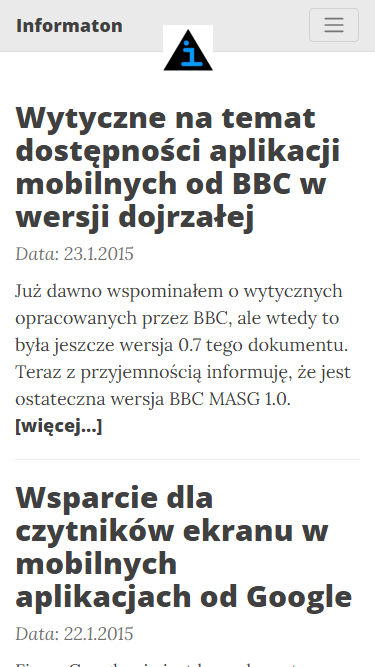 Informaton
i
Wytyczne na temat
dostępności aplikacji
mobilnych od BBC w
wersji dojrzałej
Data: 23.1.2015
Już dawno wspominałem o wytycznych
opracowanych przez BBC, ale wtedy to
była jeszcze wersja 0.7 tego dokumentu.
Teraz z przyjemnością informuję, że jest
ostateczna wersja BBC MASG 1.0.
[więcej...]
Wsparcie dla
czytników ekranu w
mobilnych
aplikacjach od Google
Data: 22.1.2015